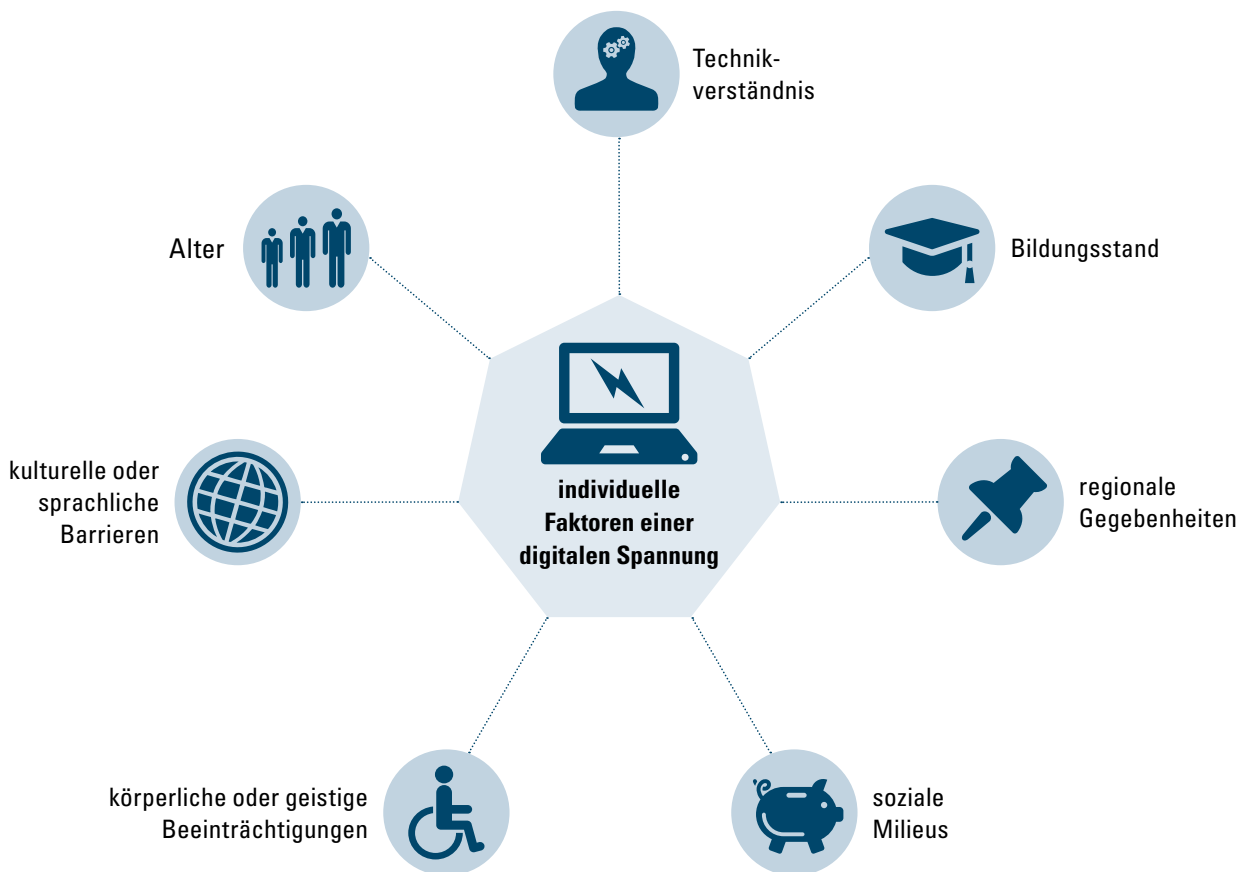 Technik-
verständnis
Alter
Bildungsstand
kulturelle oder
sprachliche
Barrieren
individuelle
Faktoren einer
digitalen Spannung
regionale
Gegebenheiten
körperliche oder geistige
Beeinträchtigungen
soziale
Milieus